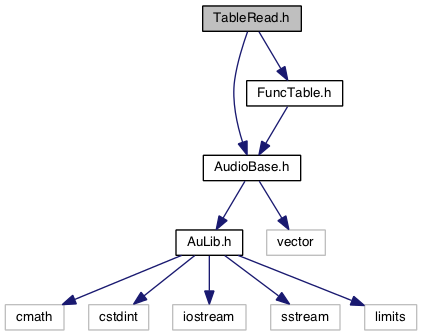 TableRead.h
FuncTable.h
AudioBase.h
AuLib.h
vector
cmath
cstdint
iostream
sstream
limits